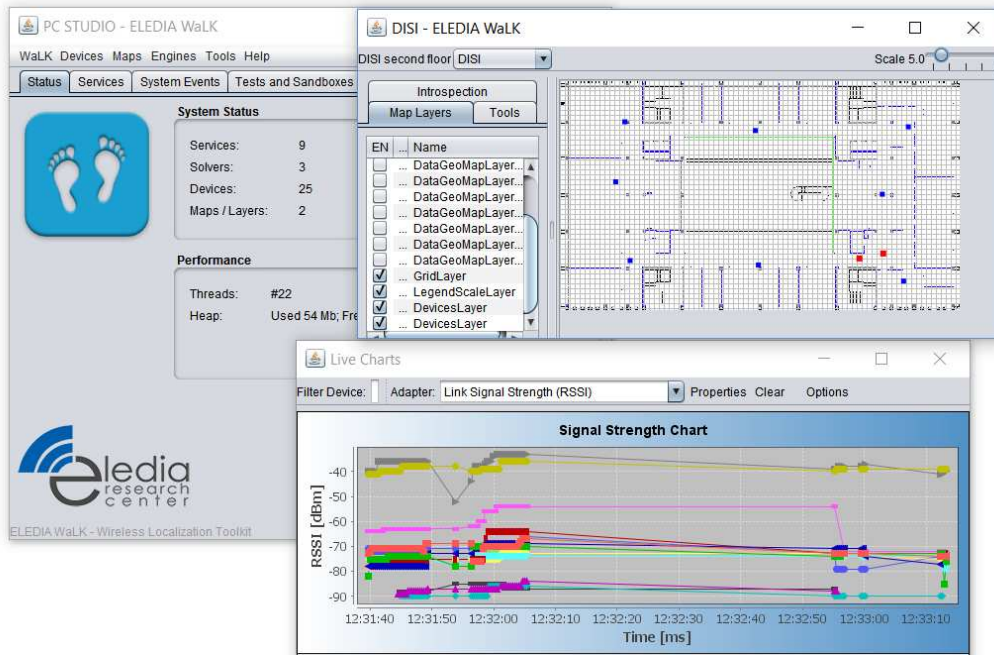 PC STUDIO - ELEDIA WaLK
WaLK Devices Maps Engines Tools Help
Status Services System Events Tests and Sandboxes
System Status
Services: 9
Solvers: 3
Devices: 25
Maps / Layers: 2
Performance
Threads: #22
Heap: Used 54 Mb; Fre
eledia
research
center
ELEDIA WaLK - Wireless Localization Toolkit
DISI - ELEDIA WaLK
DISI second floor DISI
Scale 5.0
Introspection
Map Layers Tools
EN ... Name
... DataGeoMapLayer...
... DataGeoMapLayer...
... DataGeoMapLayer...
... DataGeoMapLayer...
... DataGeoMapLayer...
... DataGeoMapLayer...
... DataGeoMapLayer...
... GridLayer
... LegendScaleLayer
... DevicesLayer
... DevicesLayer
Live Charts
Filter Device: Adapter: Link Signal Strength (RSSI) Properties Clear Options
Signal Strength Chart
RSSI [dBm]
-40
-50
-60
-70
-80
-90
12:31:40 12:31:50 12:32:00 12:32:10 12:32:20 12:32:30 12:32:40 12:32:50 12:33:00 12:33:10
Time [ms]